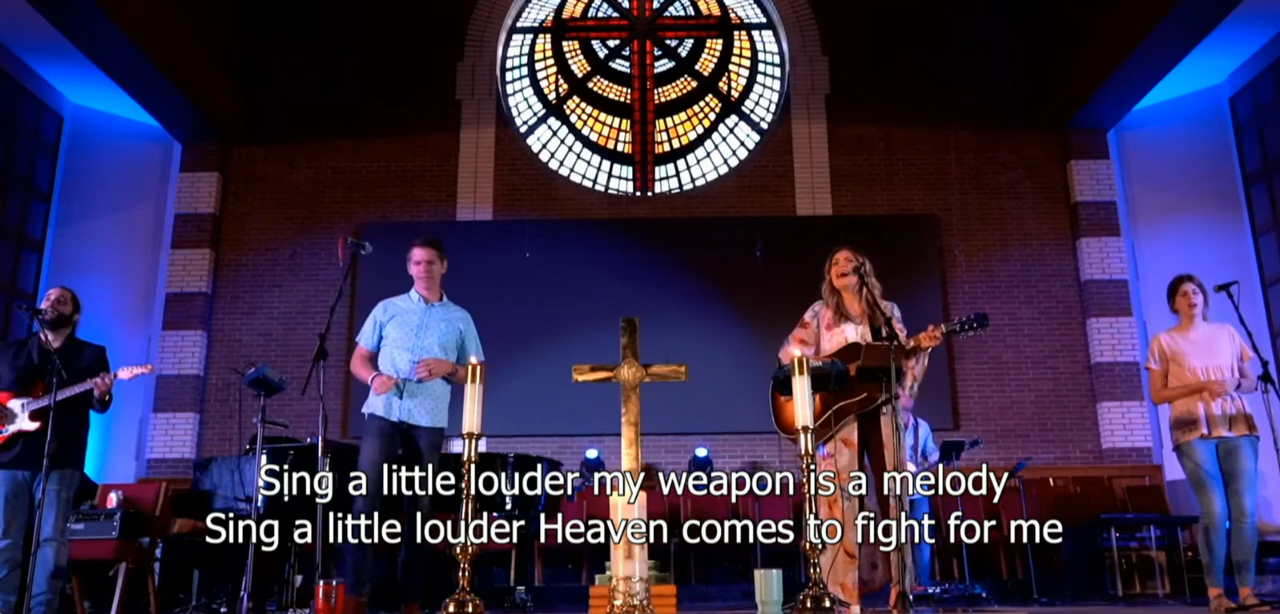 Sing a little louder my weapon is a melody
Sing a little louder Heaven comes to fight for me